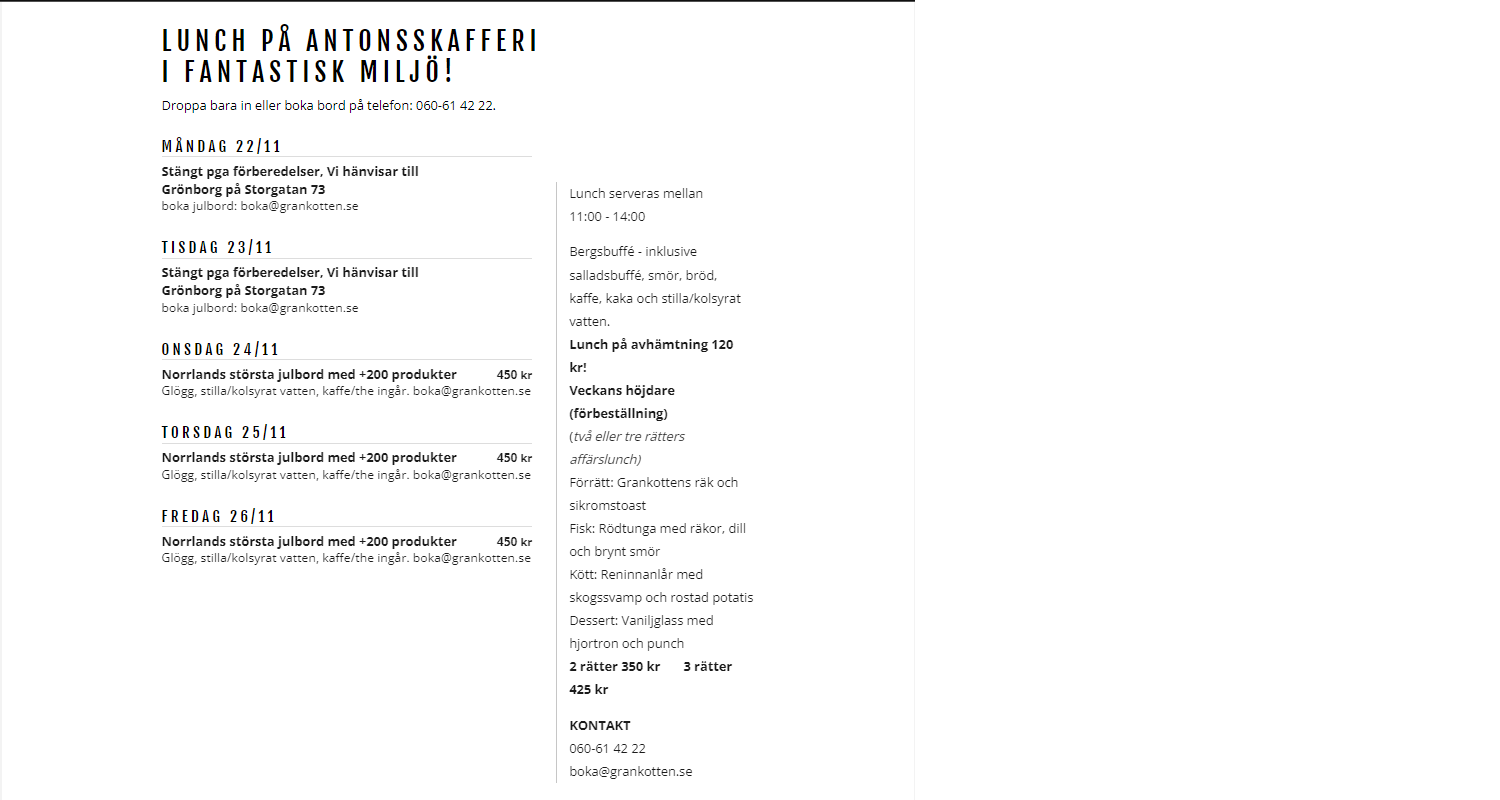 LUNCH PÅ ANTONSSKAFFERI
I FANTASTISK MILJÖ!
Droppa bara in eller boka bord på telefon: 060-61 42 22.
MÅNDAG 22/11
Stängt pga förberedelser, Vi hänvisar till
Grönborg på Storgatan 73
boka julbord: boka@grankotten.se
TISDAG 23/11
Stängt pga förberedelser, Vi hänvisar till
Grönborg på Storgatan 73
boka julbord: boka@grankotten.se
ONSDAG 24/11
Norrlands största julbord med +200 produkter 450 kr
Glögg, stilla/kolsyrat vatten, kaffe/the ingår. boka@grankotten.se
TORSDAG 25/11
Norrlands största julbord med +200 produkter 450 kr
Glögg, stilla/kolsyrat vatten, kaffe/the ingår. boka@grankotten.se
FREDAG 26/11
Norrlands största julbord med +200 produkter 450 kr
Glögg, stilla/kolsyrat vatten, kaffe/the ingår. boka@grankotten.se
Lunch serveras mellan
11:00 - 14:00
Bergsbuffé - inklusive
salladsbuffé, smör, bröd,
kaffe, kaka och stilla/kolsyrat
vatten.
Lunch på avhämtning 120
kr!
Veckans höjdare
(förbeställning)
(två eller tre rätters
affärslunch)
Förrätt: Grankottens räk och
sikromstoast
Fisk: Rödtunga med räkor, dill
och brynt smör
Kött: Reninnanlår med
skogssvamp och rostad potatis
Dessert: Vaniljglass med
hjortron och punch
2 rätter 350 kr 3 rätter
425 kr
KONTAKT
060-61 42 22
boka@grankotten.se